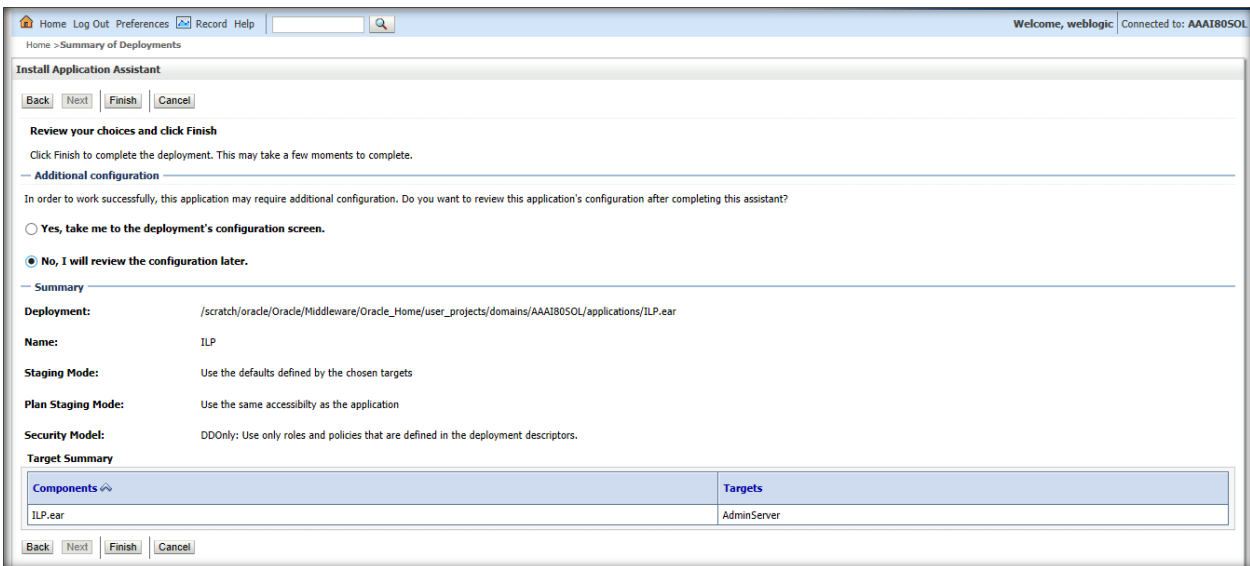 Home Log Out Preferences Record Help
Welcome, weblogic Connected to: AAAI80SOL
Home >Summary of Deployments
Install Application Assistant
Back Next Finish Cancel
Review your choices and click Finish
Click Finish to complete the deployment. This may take a few moments to complete.
Additional configuration
In order to work successfully, this application may require additional configuration. Do you want to review this application's configuration after completing this assistant?
Yes, take me to the deployment's configuration screen.
No, I will review the configuration later.
Summary
Deployment: /scratch/oracle/Oracle/Middleware/Oracle_Home/user_projects/domains/AAAI80SOL/applications/ILP.ear
Name: ILP
Staging Mode: Use the defaults defined by the chosen targets
Plan Staging Mode: Use the same accessibilty as the application
Security Model: DDOnly: Use only roles and policies that are defined in the deployment descriptors.
Target Summary
Components Targets
ILP.ear AdminServer
Back Next Finish Cancel